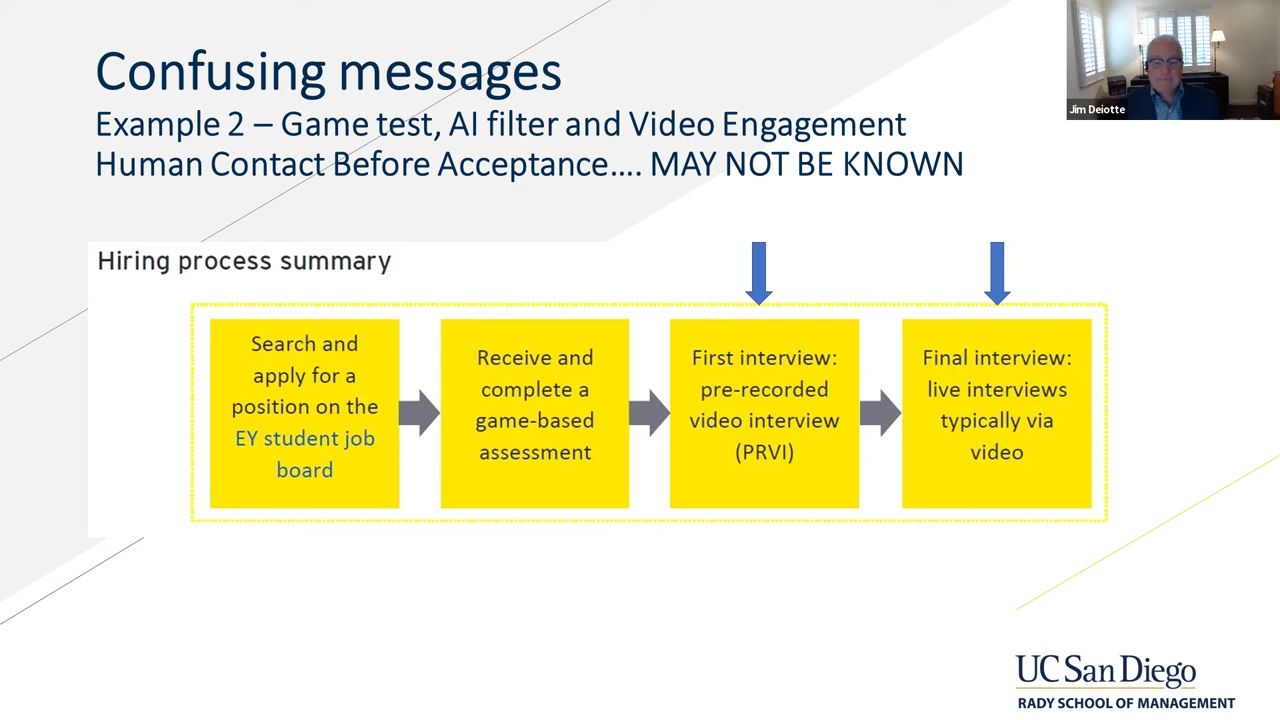 Confusing messages
Example 2 – Game test, AI filter and Video Engagement
Human Contact Before Acceptance.... MAY NOT BE KNOWN
Jim Deiotte
Hiring process summary
Search and
apply for a
position on the
EY student job
board
Receive and
complete a
game-based
assessment
First interview:
pre-recorded
video interview
(PRVI)
Final interview:
live interviews
typically via
video
UC San Diego
RADY SCHOOL OF MANAGEMENT